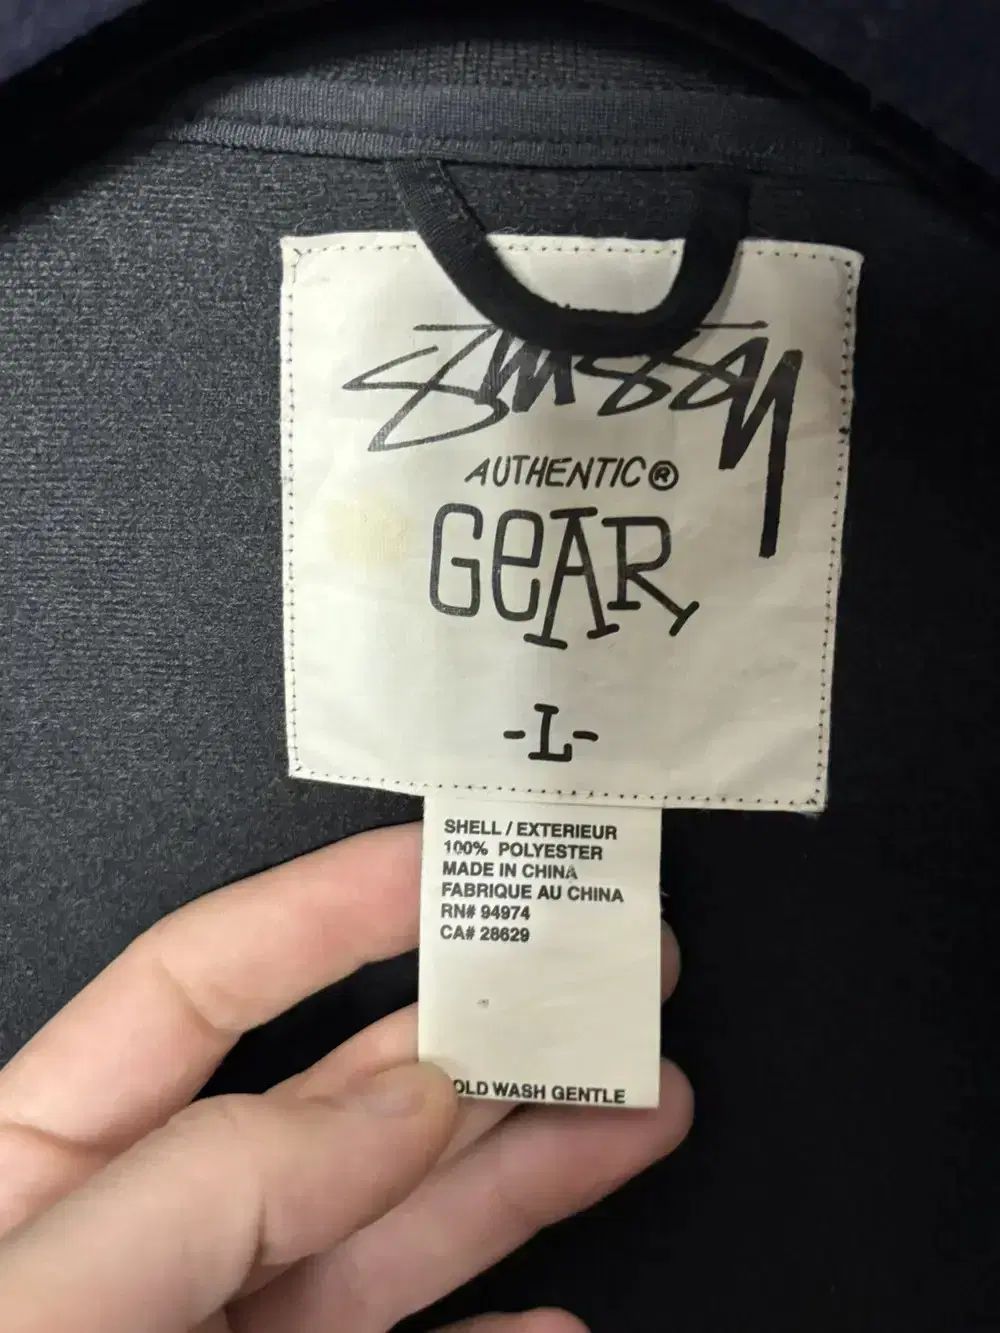 Stussy
AUTHENTIC®
GEAR
-L-
SHELL / EXTERIEUR
100% POLYESTER
MADE IN CHINA
FABRIQUE AU CHINA
RN# 94974
CA# 28629
OLD WASH GENTLE